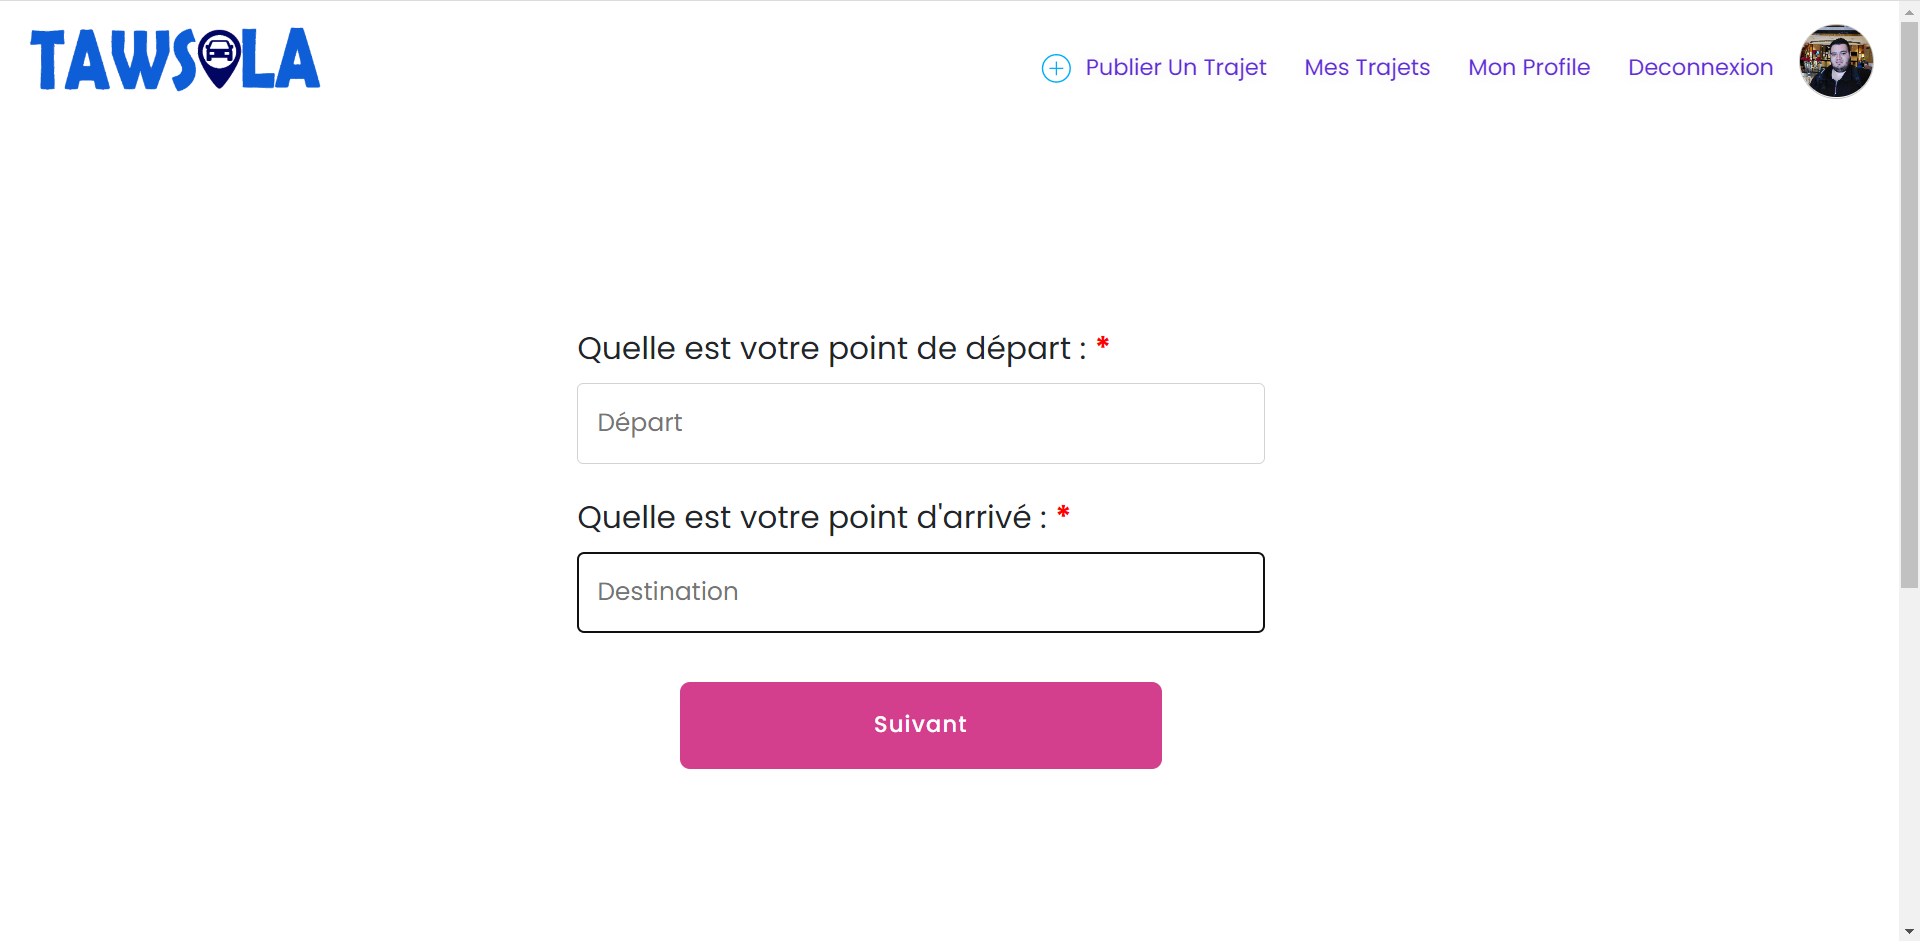 TAWSOLA
Publier Un Trajet
Mes Trajets
Mon Profile
Deconnexion
Quelle est votre point de départ : *
Départ
Quelle est votre point d'arrivé : *
Destination
Suivant